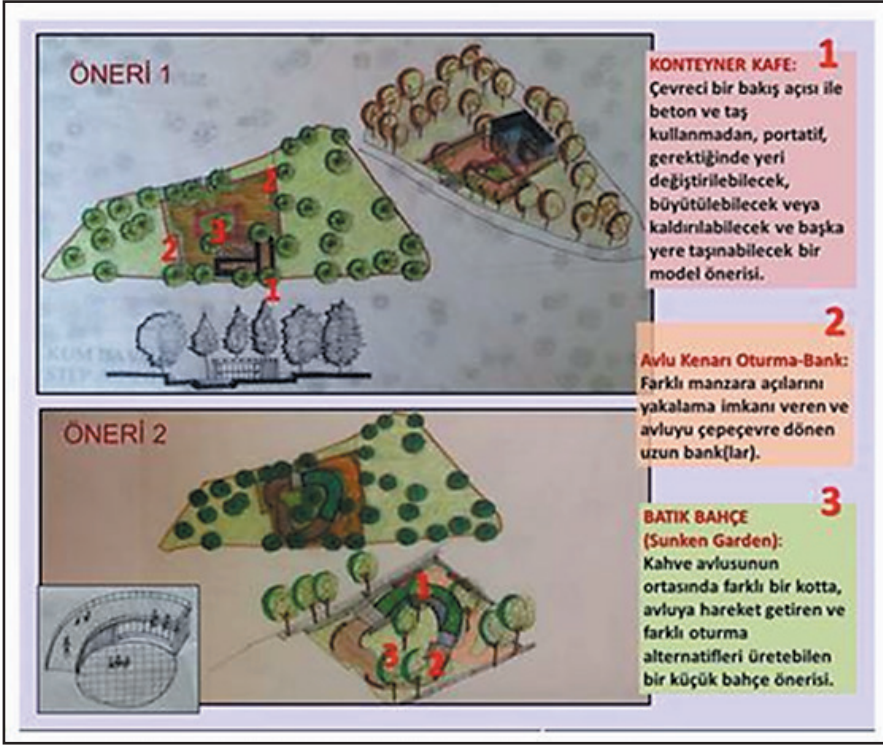 ÖNERİ 1
1
2
3
2
1
ÖNERİ 2
1
3
2
1
KONTEYNER KAFE:
Çevreci bir bakış açısı ile
beton ve taş
kullanmadan, portatif,
gerektiğinde yeri
değiştirilebilecek,
büyütülebilecek veya
kaldırılabilecek ve başka
yere taşınabilecek bir
model önerisi.
2
Avlu Kenarı Oturma-Bank:
Farklı manzara açılarını
yakalama imkanı veren ve
avluyu çepeçevre dönen
uzun bank(lar).
3
BATIK BAHÇE
(Sunken Garden):
Kahve avlusunun
ortasında farklı bir kotta,
avluya hareket getiren ve
farklı oturma
alternatifleri üretebilen
bir küçük bahçe önerisi.